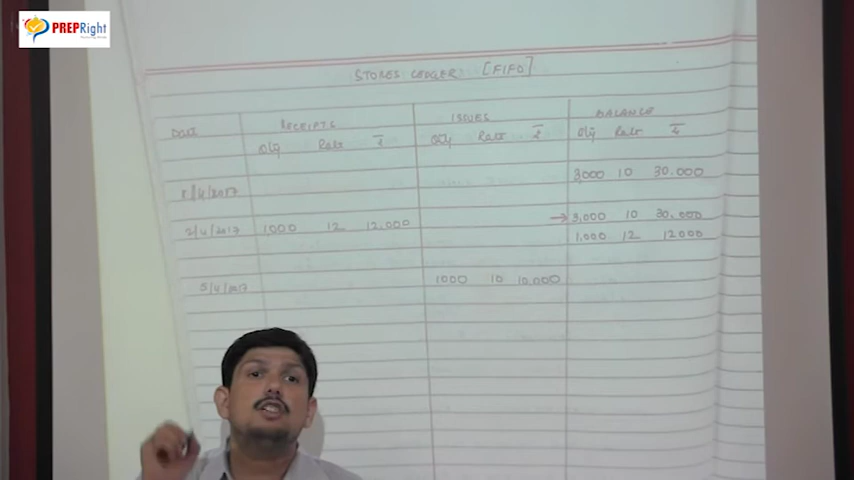 PREPRight
STORES LEDGER [FIFO]
Date RECEIPTS ISSUES BALANCE
Qty Rate ₹ Qty Rate ₹ Qty Rate ₹
1/4/2017 3,000 10 30,000
2/4/2017 1000 12 12,000 → 3,000 10 30,000
1,000 12 12000
5/4/2017 1000 10 10,000